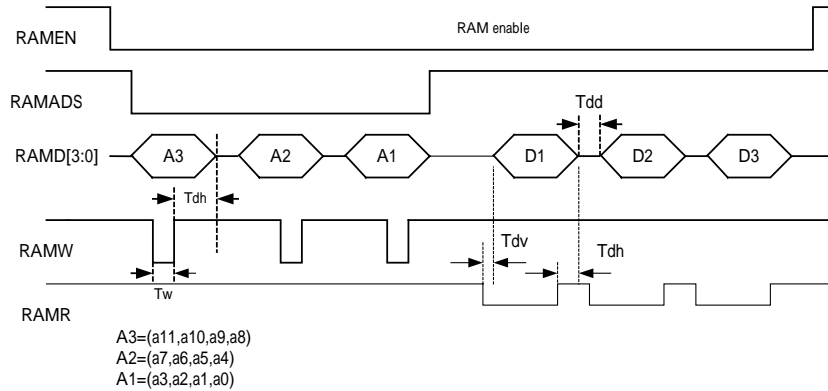 RAMEN
RAM enable
RAMADS
Tdd
RAMD[3:0]
A3
A2
A1
D1
D2
D3
Tdh
RAMW
Tdv
Tdh
Tw
RAMR
A3=(a11,a10,a9,a8)
A2=(a7,a6,a5,a4)
A1=(a3,a2,a1,a0)